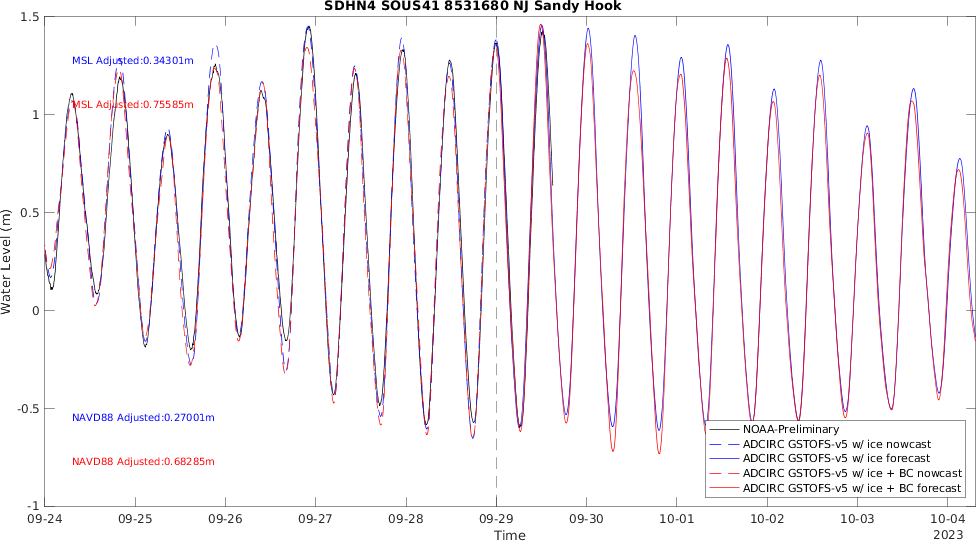 SDHN4 SOUS41 8531680 NJ Sandy Hook
1.5
1
0.5
0
-0.5
-1
Water Level (m)
MSL Adjusted:0.34301m
MSL Adjusted:0.75585m
NAVD88 Adjusted:0.27001m
NAVD88 Adjusted:0.68285m
NOAA-Preliminary
ADCIRC GSTOFS-v5 w/ ice nowcast
ADCIRC GSTOFS-v5 w/ ice forecast
ADCIRC GSTOFS-v5 w/ ice + BC nowcast
ADCIRC GSTOFS-v5 w/ ice + BC forecast
09-24 09-25 09-26 09-27 09-28 09-29 09-30 10-01 10-02 10-03 10-04
Time
2023